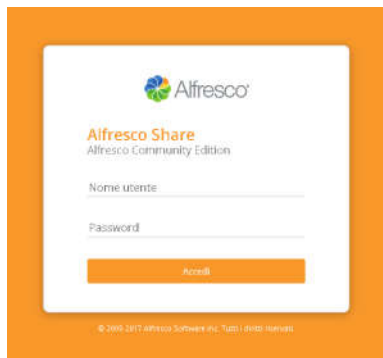 Alfresco
Alfresco Share
Alfresco Community Edition
Nome utente
Password
Accedi
© 2005-2017 Alfresco Software Inc. Tutti i diritti riservati.